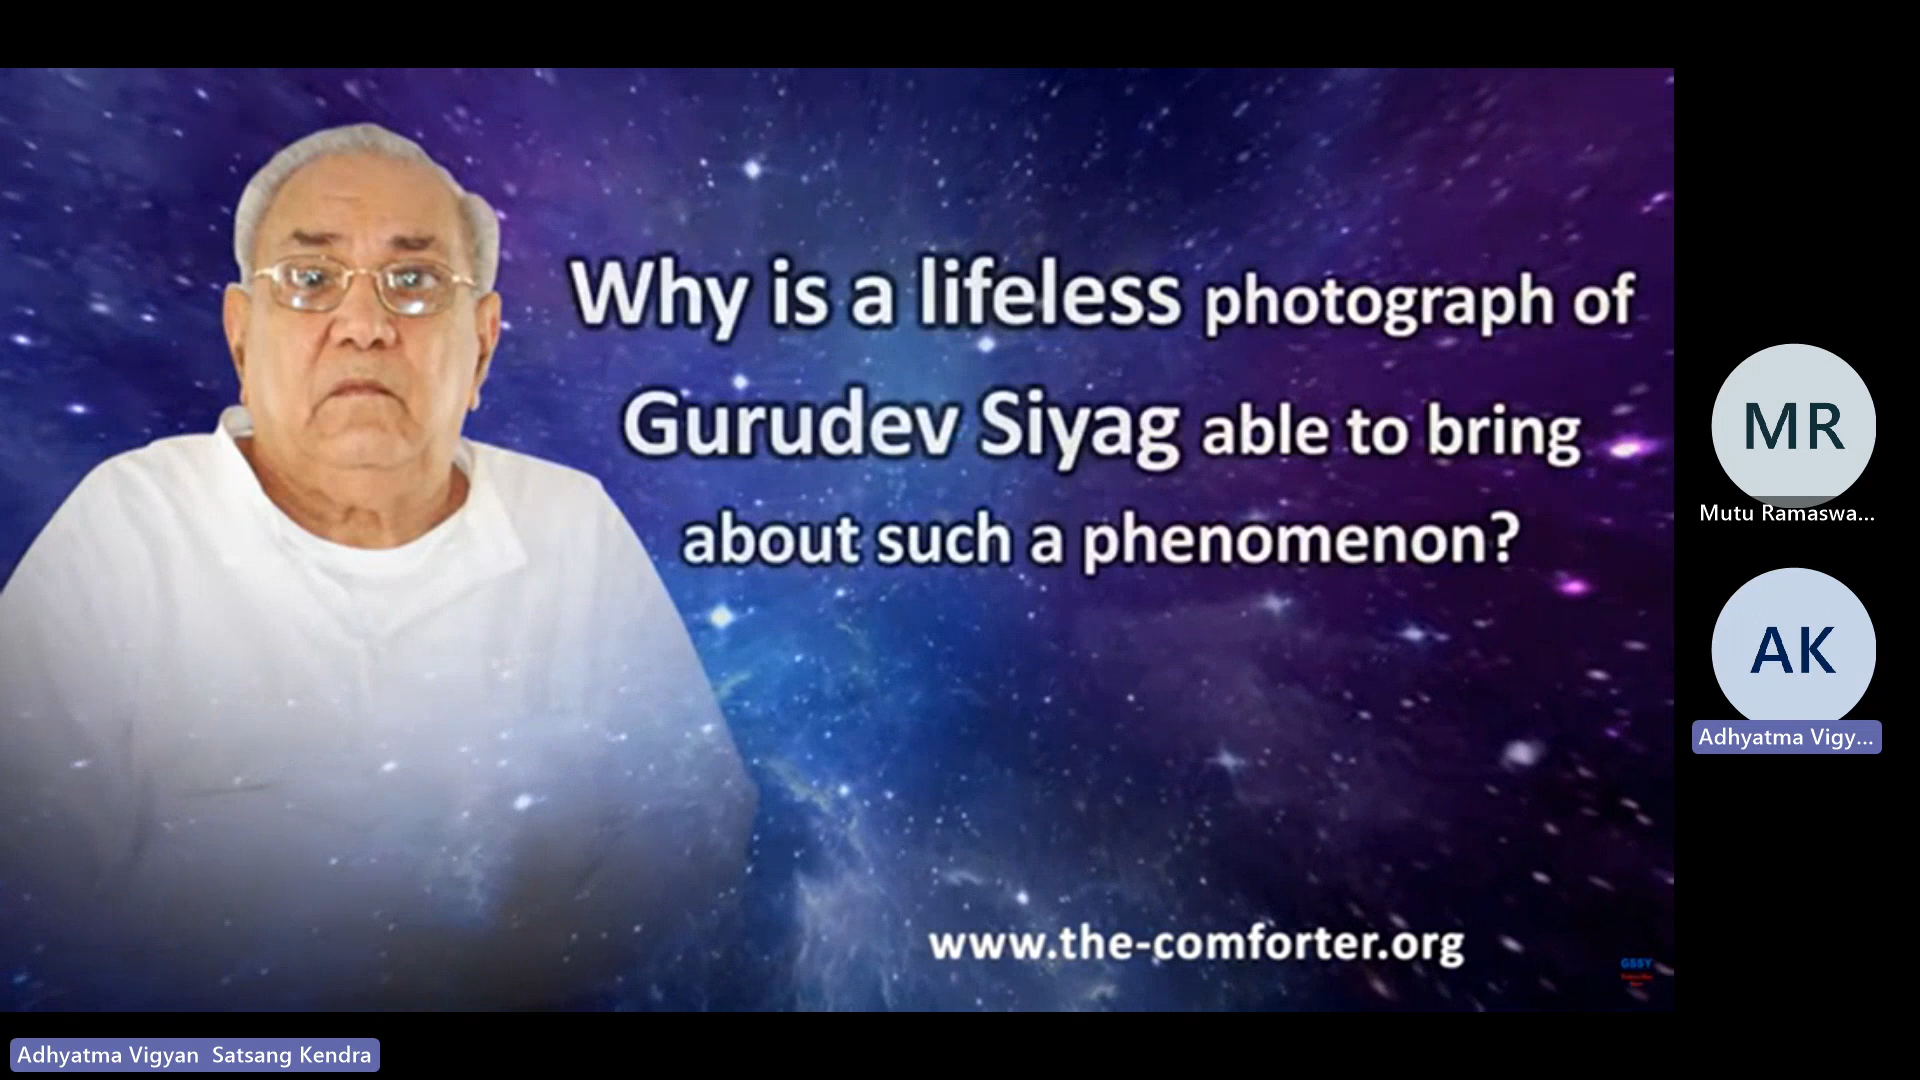 Why is a lifeless photograph of
Gurudev Siyag able to bring
about such a phenomenon?
www.the-comforter.org
GSSY
MR
Mutu Ramaswa...
AK
Adhyatma Vigy...
Adhyatma Vigyan Satsang Kendra